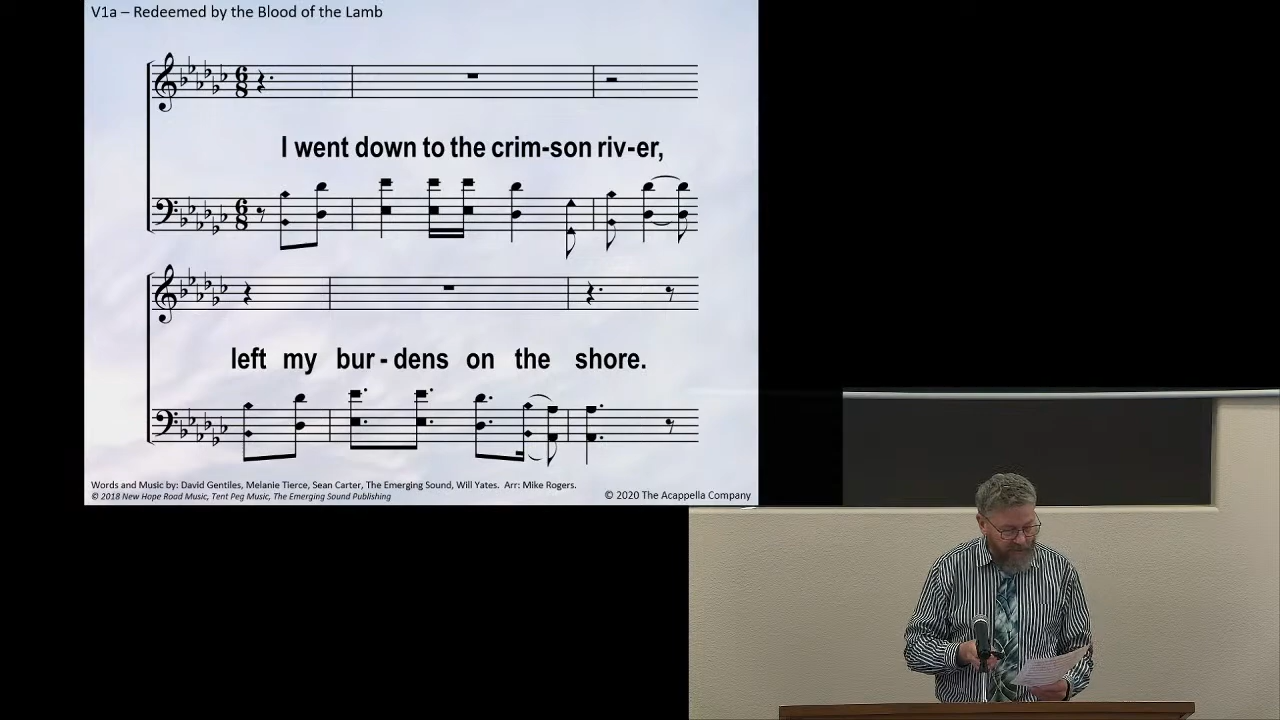 V1a – Redeemed by the Blood of the Lamb
I went down to the crim-son riv-er,
left my bur - dens on the shore.
Words and Music by: David Gentiles, Melanie Tierce, Sean Carter, The Emerging Sound, Will Yates. Arr: Mike Rogers.
© 2018 New Hope Road Music, Tent Peg Music, The Emerging Sound Publishing
© 2020 The Acappella Company